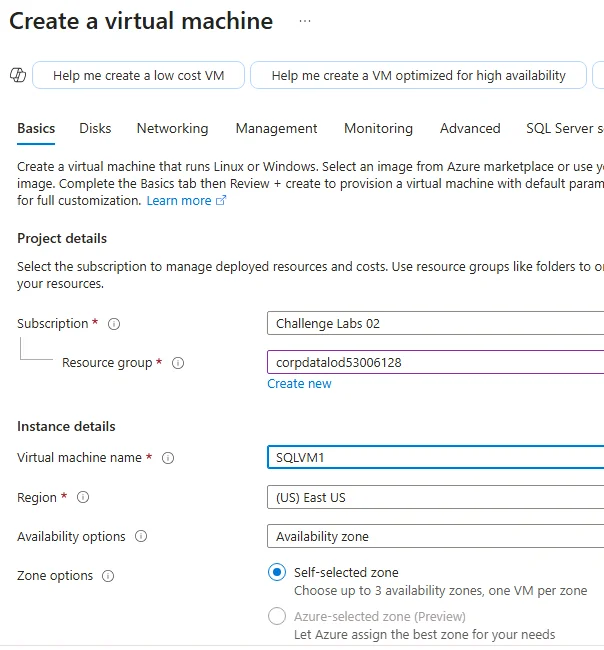 Create a virtual machine ...
Help me create a low cost VM
Help me create a VM optimized for high availability
Basics Disks Networking Management Monitoring Advanced SQL Server s
Create a virtual machine that runs Linux or Windows. Select an image from Azure marketplace or use y
image. Complete the Basics tab then Review + create to provision a virtual machine with default param
for full customization. Learn more
Project details
Select the subscription to manage deployed resources and costs. Use resource groups like folders to o
your resources.
Subscription * Challenge Labs 02
Resource group * corpdatalod53006128
Create new
Instance details
Virtual machine name * SQLVM1
Region * (US) East US
Availability options Availability zone
Zone options Self-selected zone
Choose up to 3 availability zones, one VM per zone
Azure-selected zone (Preview)
Let Azure assign the best zone for your needs